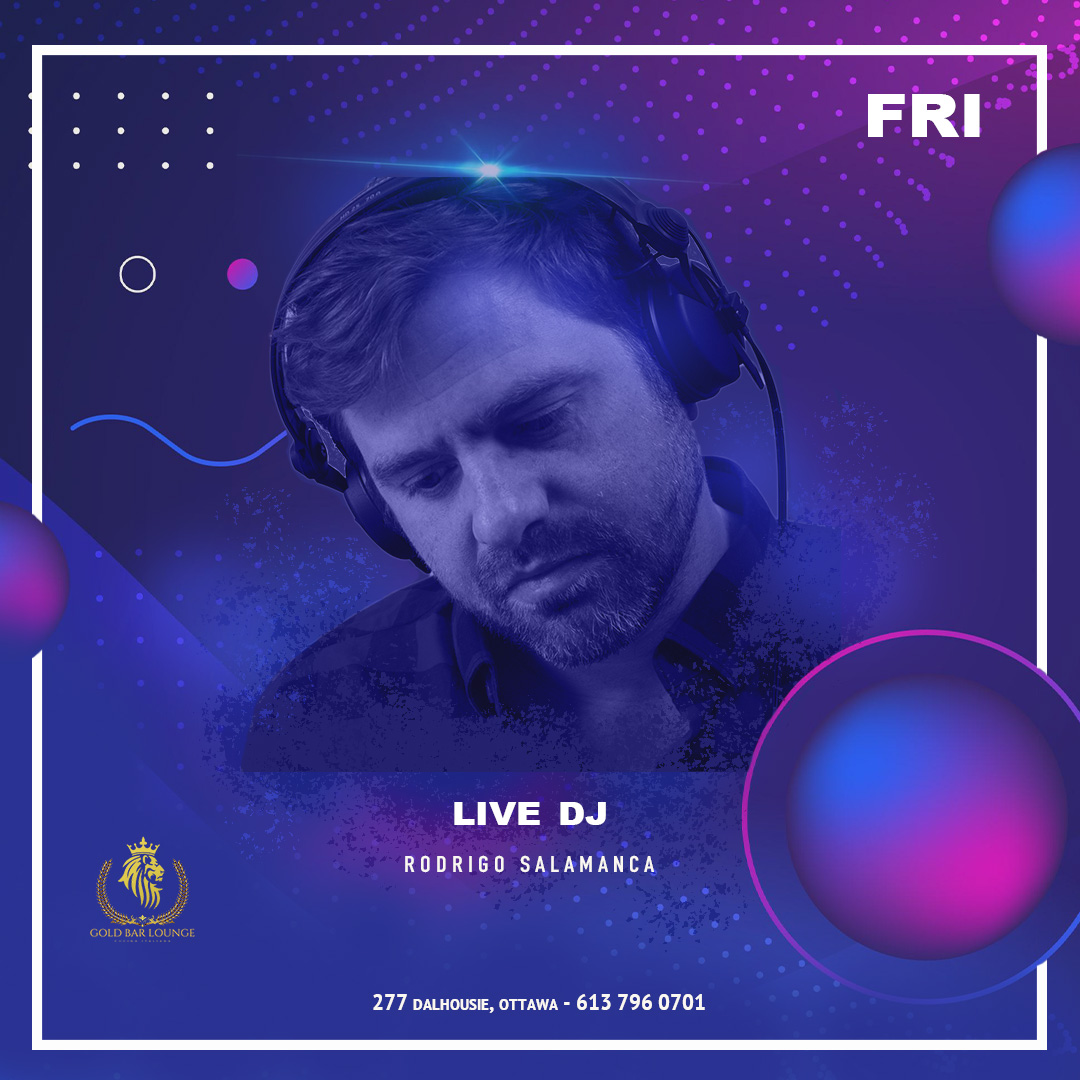 FRI
LIVE DJ
RODRIGO SALAMANCA
GOLD BAR LOUNGE
277 DALHOUSIE, OTTAWA - 613 796 0701